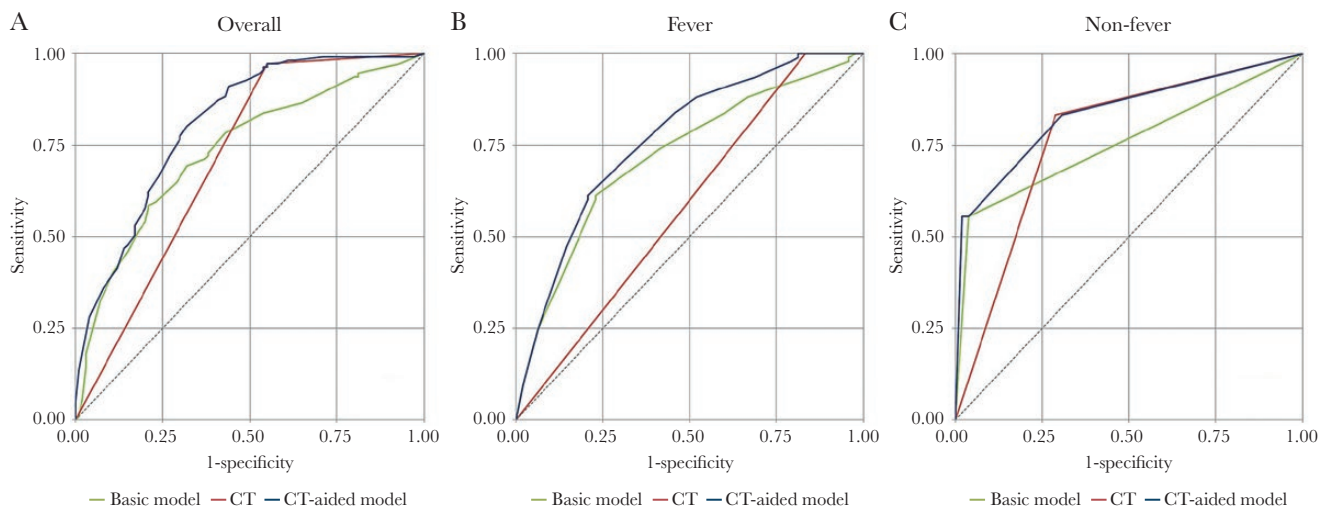 A Overall
1.00
0.75
0.50
0.25
0.00
Sensitivity
0.00 0.25 0.50 0.75 1.00
1-specificity
Basic model CT CT-aided model
B Fever
1.00
0.75
0.50
0.25
0.00
Sensitivity
0.00 0.25 0.50 0.75 1.00
1-specificity
Basic model CT CT-aided model
C Non-fever
1.00
0.75
0.50
0.25
0.00
Sensitivity
0.00 0.25 0.50 0.75 1.00
1-specificity
Basic model CT CT-aided model